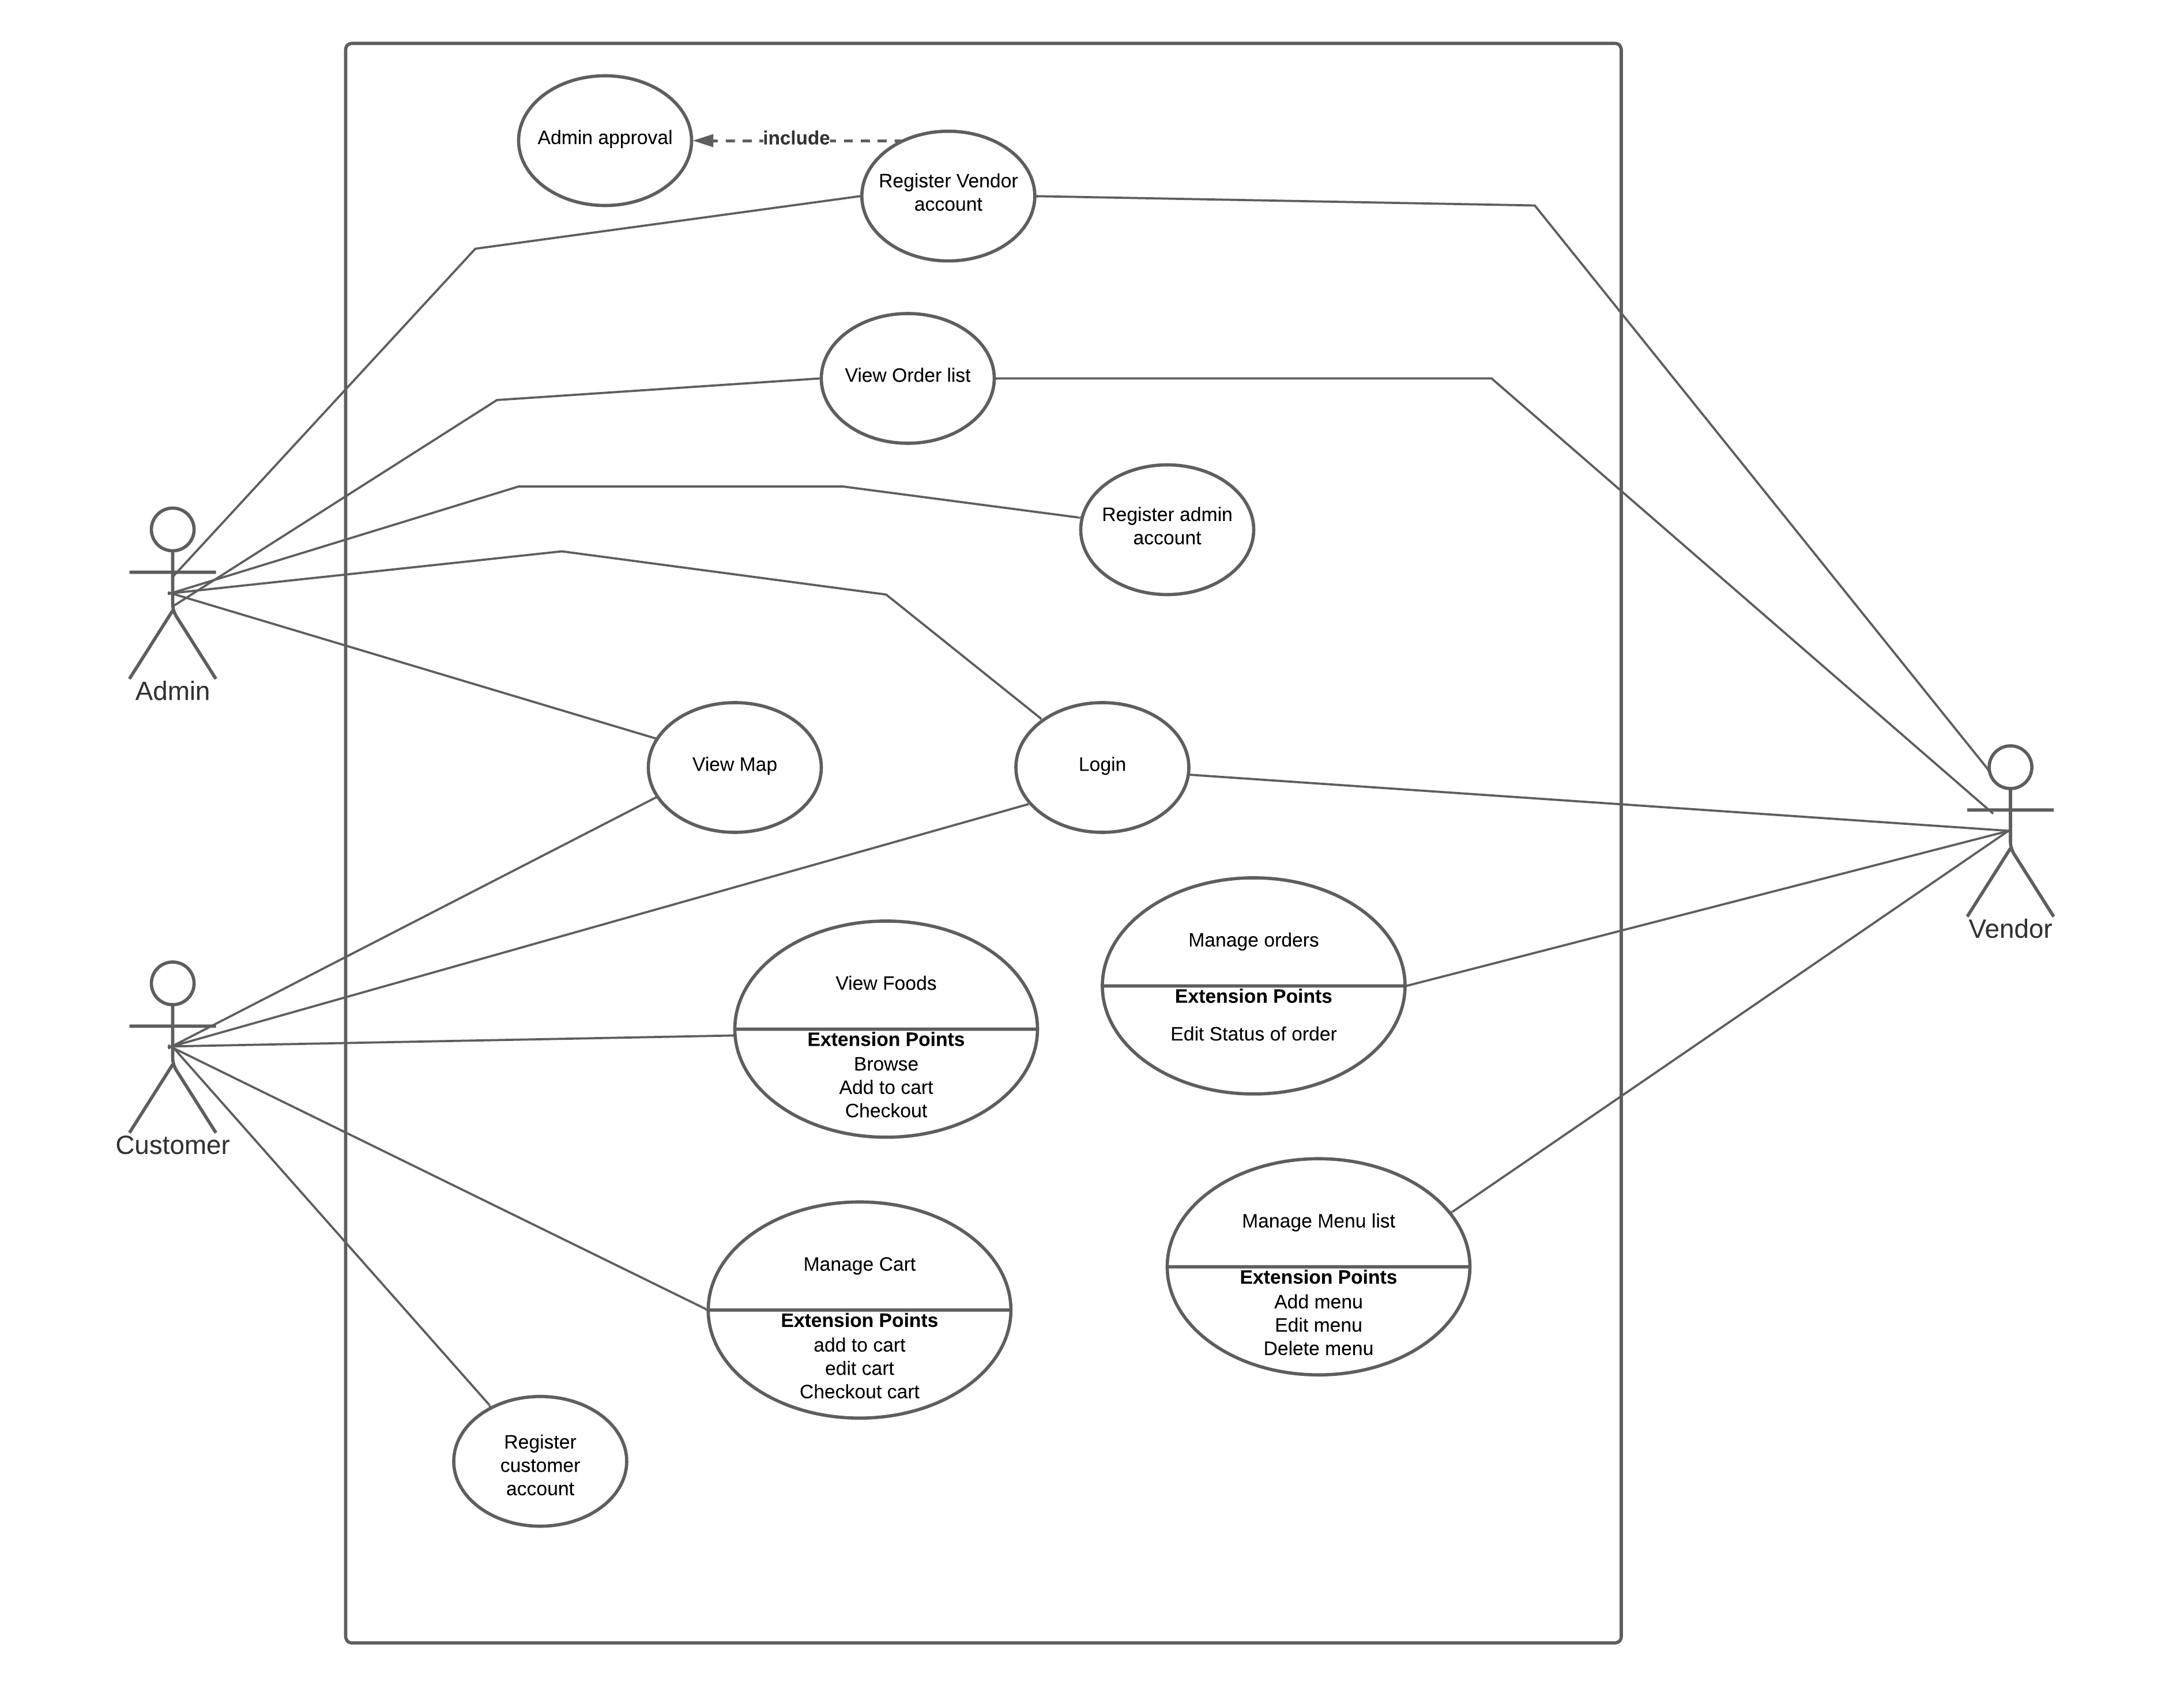 Admin approval
include
Register Vendor
account
View Order list
Register admin
account
Admin
View Map
Login
Vendor
Manage orders
Extension Points
Edit Status of order
View Foods
Extension Points
Browse
Add to cart
Checkout
Customer
Manage Menu list
Extension Points
Add menu
Edit menu
Delete menu
Manage Cart
Extension Points
add to cart
edit cart
Checkout cart
Register
customer
account